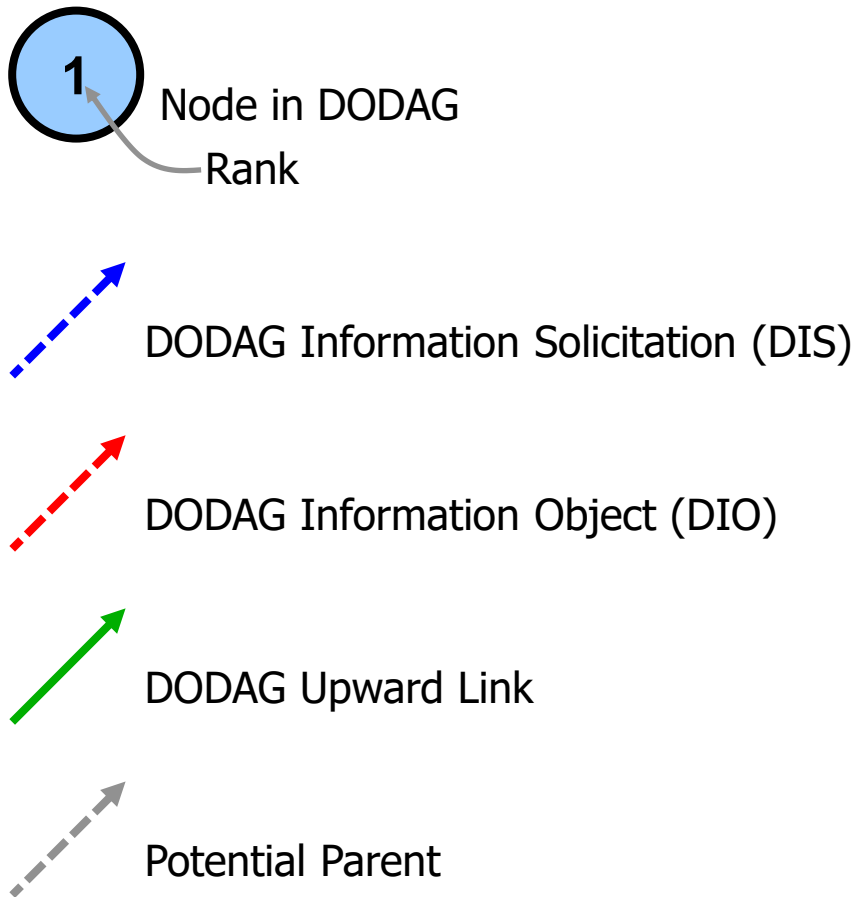 1
Node in DODAG
Rank
DODAG Information Solicitation (DIS)
DODAG Information Object (DIO)
DODAG Upward Link
Potential Parent